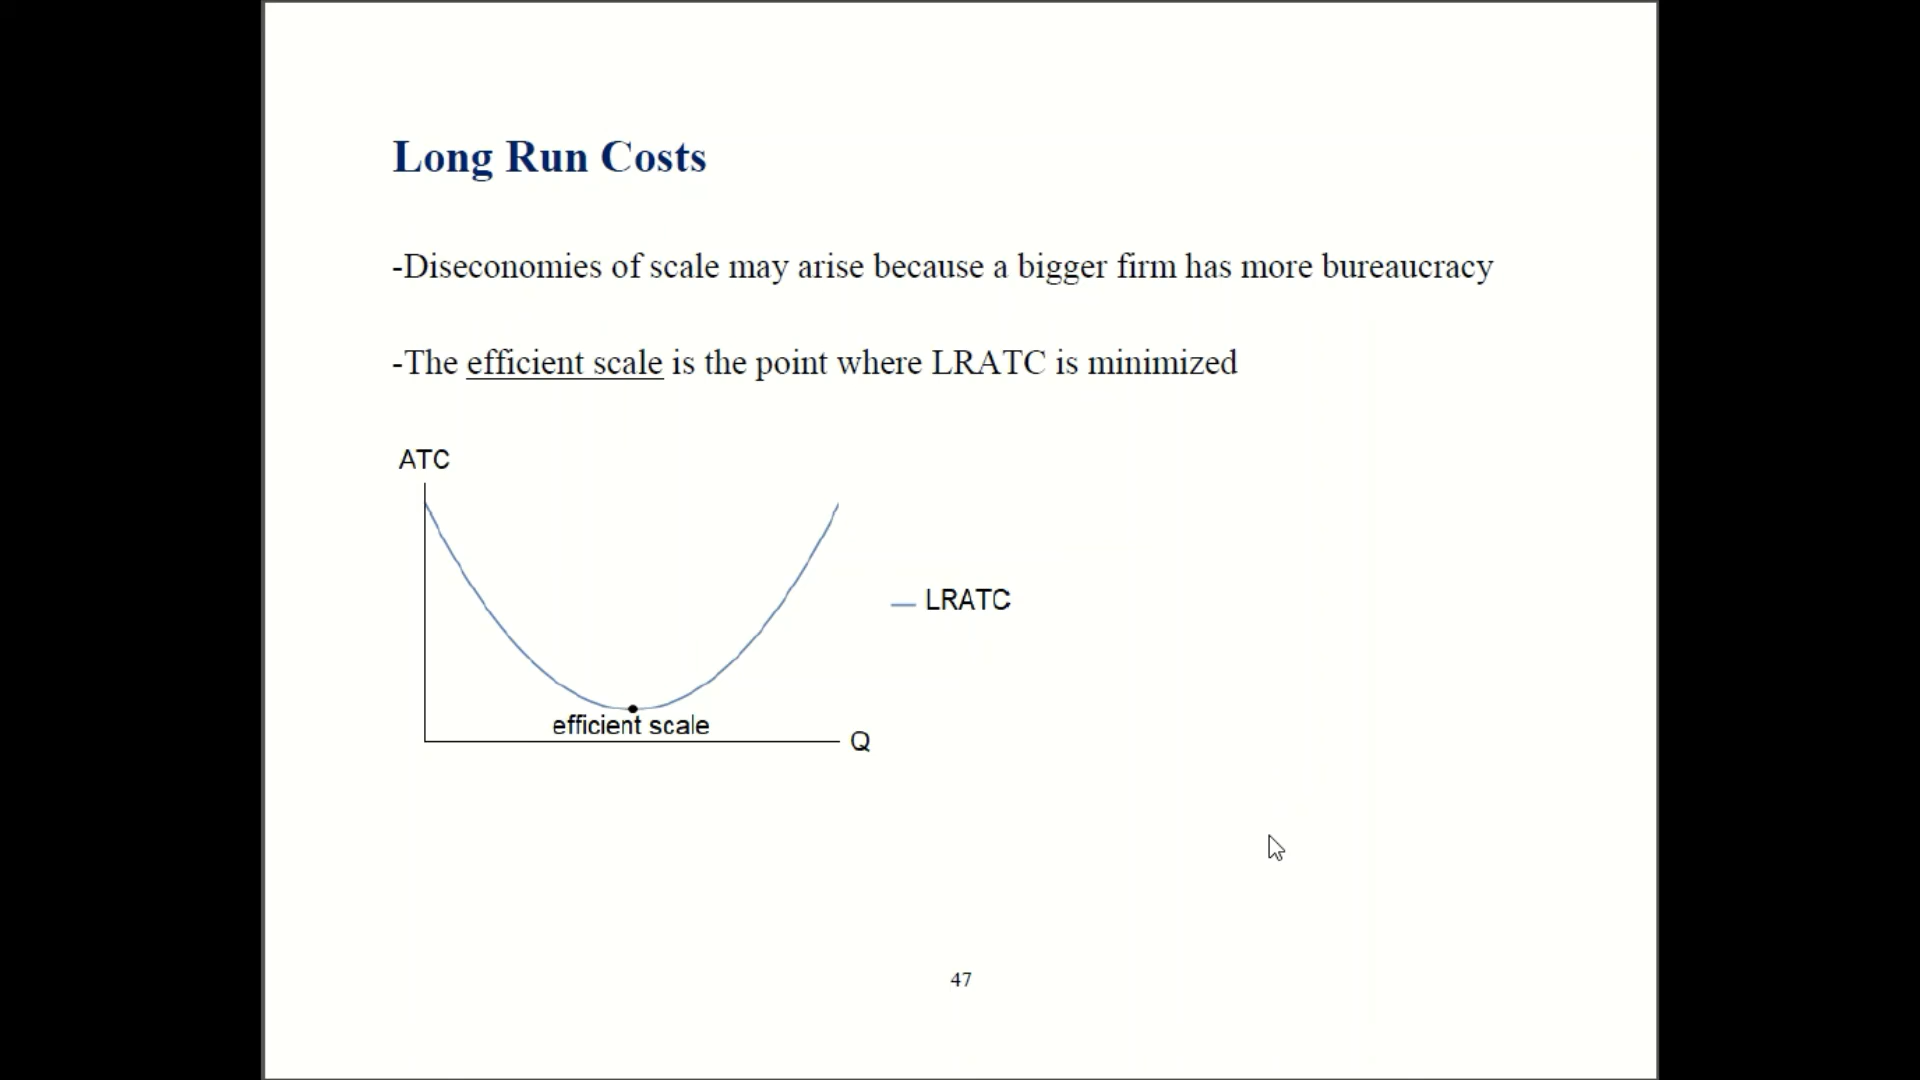 Long Run Costs
-Diseconomies of scale may arise because a bigger firm has more bureaucracy
-The efficient scale is the point where LRATC is minimized
ATC
LRATC
efficient scale
Q
47